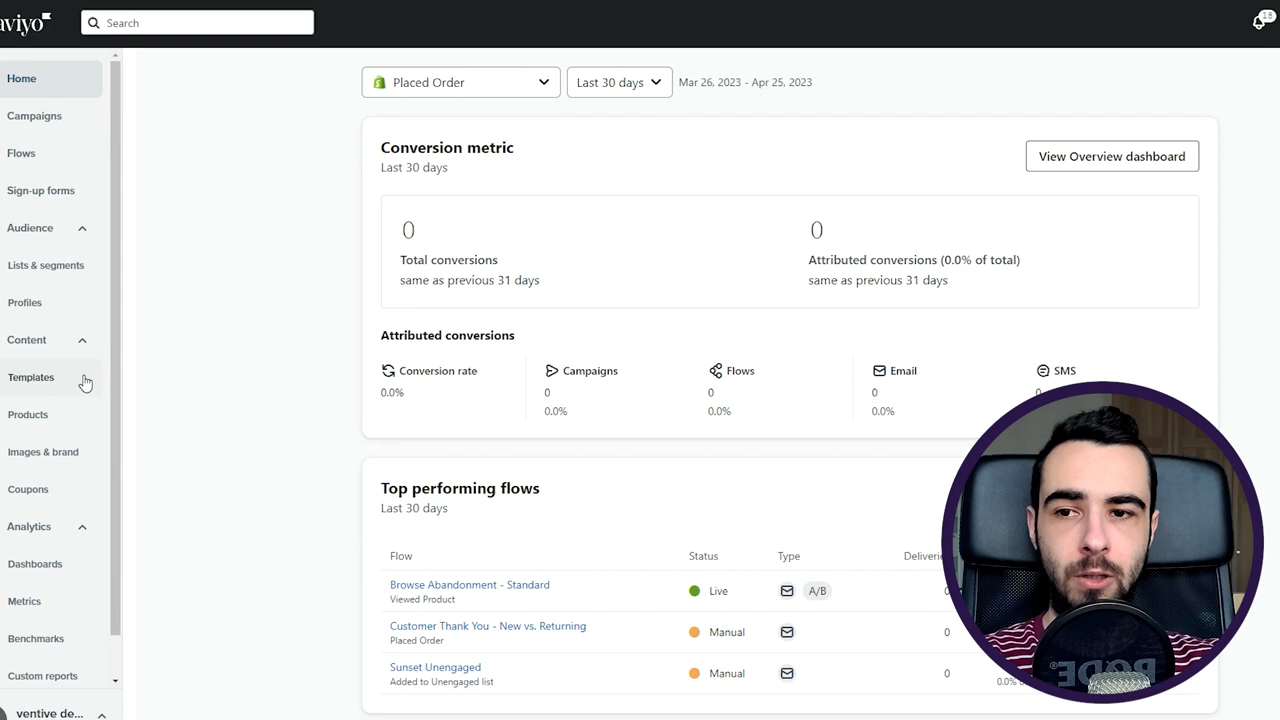 aviyo
Search
18
Home
Campaigns
Flows
Sign-up forms
Audience
Lists & segments
Profiles
Content
Templates
Products
Images & brand
Coupons
Analytics
Dashboards
Metrics
Benchmarks
Custom reports
ventive de...
Placed Order
Last 30 days
Mar 26, 2023 - Apr 25, 2023
Conversion metric
Last 30 days
View Overview dashboard
0
Total conversions
same as previous 31 days
0
Attributed conversions (0.0% of total)
same as previous 31 days
Attributed conversions
Conversion rate
0.0%
Campaigns
0
0.0%
Flows
0
0.0%
Email
0
0.0%
SMS
Top performing flows
Last 30 days
Flow Status Type Deliverie
Browse Abandonment - Standard
Viewed Product
Live
A/B
Customer Thank You - New vs. Returning
Placed Order
Manual
0
Sunset Unengaged
Added to Unengaged list
Manual
0
RODE